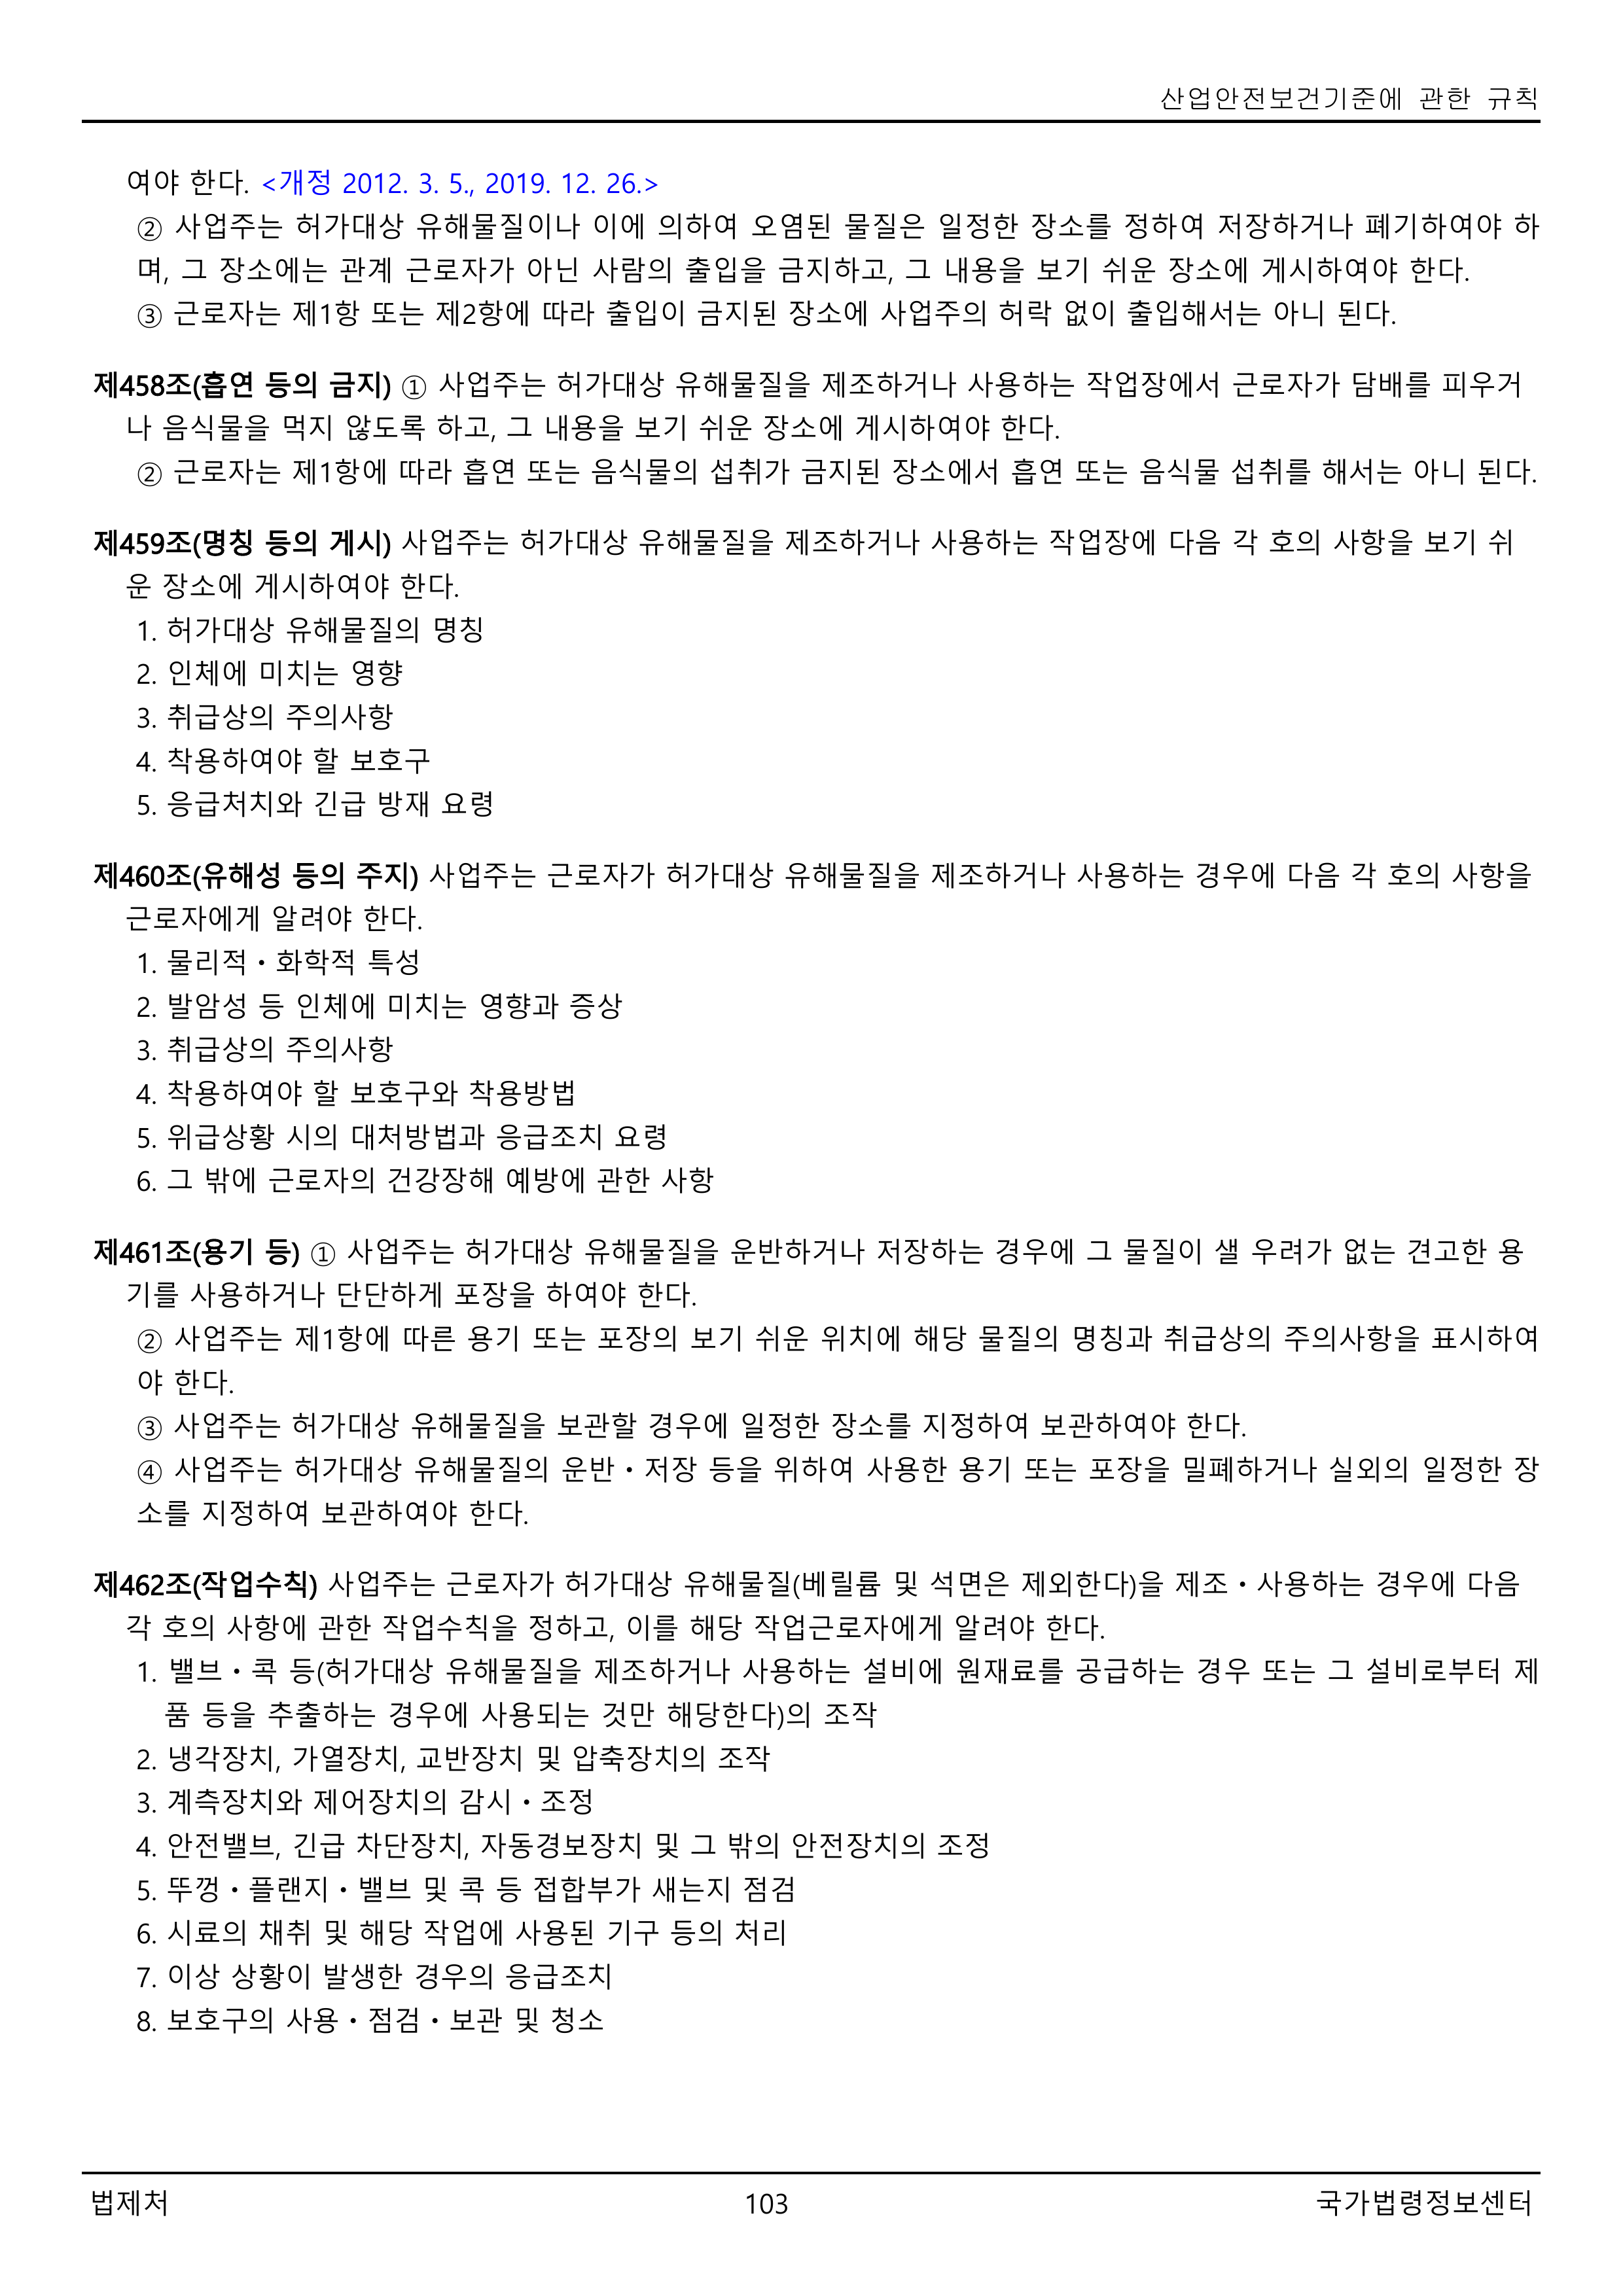 산업안전보건기준에 관한 규칙
여야 한다. <개정 2012. 3. 5., 2019. 12. 26.>
② 사업주는 허가대상 유해물질이나 이에 의하여 오염된 물질은 일정한 장소를 정하여 저장하거나 폐기하여야 하
며, 그 장소에는 관계 근로자가 아닌 사람의 출입을 금지하고, 그 내용을 보기 쉬운 장소에 게시하여야 한다.
③ 근로자는 제1항 또는 제2항에 따라 출입이 금지된 장소에 사업주의 허락 없이 출입해서는 아니 된다.
제458조(흡연 등의 금지) ① 사업주는 허가대상 유해물질을 제조하거나 사용하는 작업장에서 근로자가 담배를 피우거
나 음식물을 먹지 않도록 하고, 그 내용을 보기 쉬운 장소에 게시하여야 한다.
② 근로자는 제1항에 따라 흡연 또는 음식물의 섭취가 금지된 장소에서 흡연 또는 음식물 섭취를 해서는 아니 된다.
제459조(명칭 등의 게시) 사업주는 허가대상 유해물질을 제조하거나 사용하는 작업장에 다음 각 호의 사항을 보기 쉬
운 장소에 게시하여야 한다.
1. 허가대상 유해물질의 명칭
2. 인체에 미치는 영향
3. 취급상의 주의사항
4. 착용하여야 할 보호구
5. 응급처치와 긴급 방재 요령
제460조(유해성 등의 주지) 사업주는 근로자가 허가대상 유해물질을 제조하거나 사용하는 경우에 다음 각 호의 사항을
근로자에게 알려야 한다.
1. 물리적•화학적 특성
2. 발암성 등 인체에 미치는 영향과 증상
3. 취급상의 주의사항
4. 착용하여야 할 보호구와 착용방법
5. 위급상황 시의 대처방법과 응급조치 요령
6. 그 밖에 근로자의 건강장해 예방에 관한 사항
제461조(용기 등) ① 사업주는 허가대상 유해물질을 운반하거나 저장하는 경우에 그 물질이 샐 우려가 없는 견고한 용
기를 사용하거나 단단하게 포장을 하여야 한다.
② 사업주는 제1항에 따른 용기 또는 포장의 보기 쉬운 위치에 해당 물질의 명칭과 취급상의 주의사항을 표시하여
야 한다.
③ 사업주는 허가대상 유해물질을 보관할 경우에 일정한 장소를 지정하여 보관하여야 한다.
④ 사업주는 허가대상 유해물질의 운반•저장 등을 위하여 사용한 용기 또는 포장을 밀폐하거나 실외의 일정한 장
소를 지정하여 보관하여야 한다.
제462조(작업수칙) 사업주는 근로자가 허가대상 유해물질(베릴륨 및 석면은 제외한다)을 제조•사용하는 경우에 다음
각 호의 사항에 관한 작업수칙을 정하고, 이를 해당 작업근로자에게 알려야 한다.
1. 밸브•콕 등(허가대상 유해물질을 제조하거나 사용하는 설비에 원재료를 공급하는 경우 또는 그 설비로부터 제
품 등을 추출하는 경우에 사용되는 것만 해당한다)의 조작
2. 냉각장치, 가열장치, 교반장치 및 압축장치의 조작
3. 계측장치와 제어장치의 감시•조정
4. 안전밸브, 긴급 차단장치, 자동경보장치 및 그 밖의 안전장치의 조정
5. 뚜껑•플랜지•밸브 및 콕 등 접합부가 새는지 점검
6. 시료의 채취 및 해당 작업에 사용된 기구 등의 처리
7. 이상 상황이 발생한 경우의 응급조치
8. 보호구의 사용•점검•보관 및 청소
법제처 103 국가법령정보센터